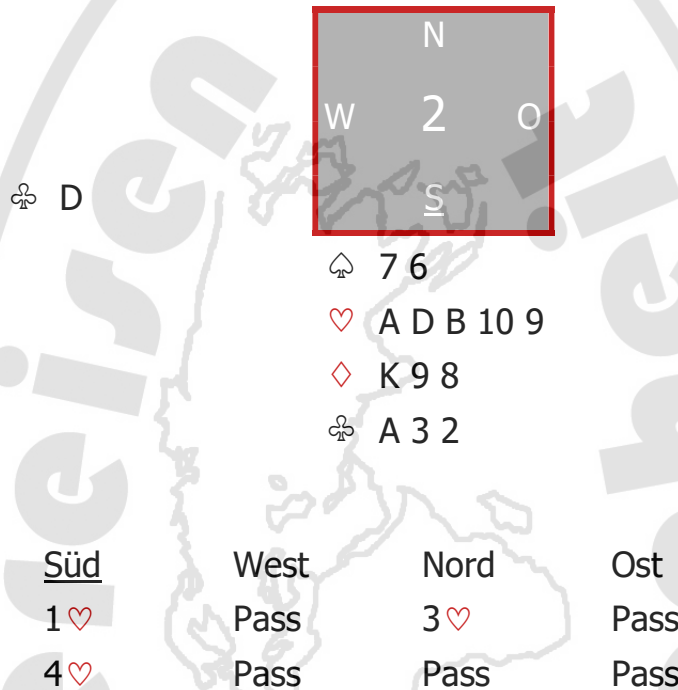 N
W 2 O
♧ D
S
♤ 7 6
♡ A D B 10 9
♢ K 9 8
♧ A 3 2
Süd West Nord Ost
1♡ Pass 3♡ Pass
4♡ Pass Pass Pass